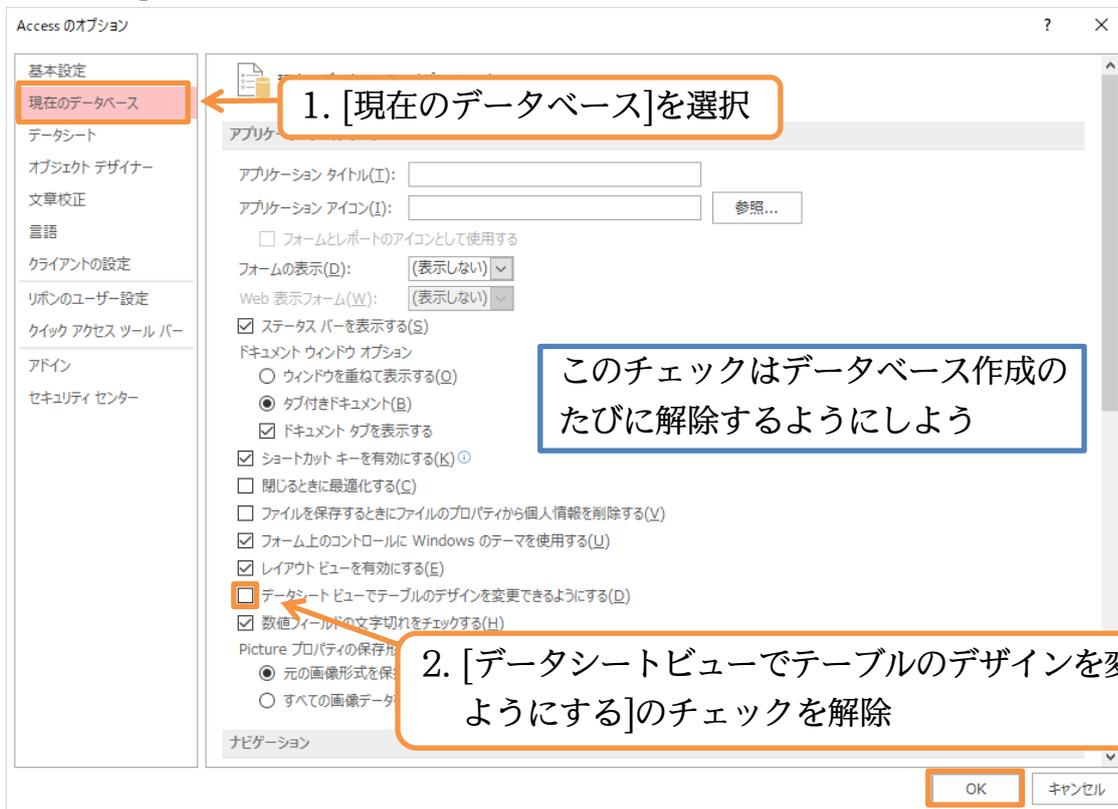 Access のオプション
?
基本設定
現在のデータベース
データシート
オブジェクト デザイナー
文章校正
言語
クライアントの設定
リボンのユーザー設定
クイック アクセス ツール バー
アドイン
セキュリティ センター
1. [現在のデータベース]を選択
アプリケ
アプリケーション タイトル(T):
アプリケーション アイコン(I):
参照...
フォームとレポートのアイコンとして使用する
フォームの表示(D):
(表示しない)
Web 表示フォーム(W):
(表示しない)
ステータス バーを表示する(S)
ドキュメント ウィンドウ オプション
ウィンドウを重ねて表示する(O)
タブ付きドキュメント(B)
ドキュメント タブを表示する
このチェックはデータベース作成の
たびに解除するようにしよう
ショートカット キーを有効にする(K)
閉じるときに最適化する(C)
ファイルを保存するときにファイルのプロパティから個人情報を削除する(V)
フォーム上のコントロールに Windows のテーマを使用する(U)
レイアウト ビューを有効にする(E)
データシート ビューでテーブルのデザインを変更できるようにする(D)
数値フィールドの文字切れをチェックする(H)
Picture プロパティの保存
元の画像形式を保
すべての画像データ
2. [データシートビューでテーブルのデザインを変
ようにする]のチェックを解除
ナビゲーション
OK
キャンセル